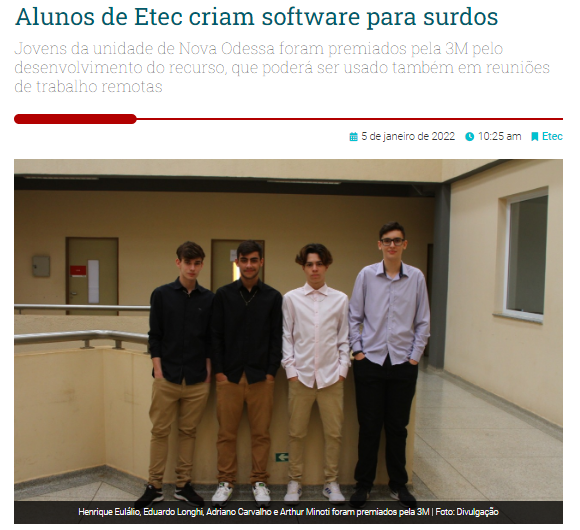 Alunos de Etec criam software para surdos
Jovens da unidade de Nova Odessa foram premiados pela 3M pelo
desenvolvimento do recurso, que poderá ser usado também em reuniões
de trabalho remotas
5 de janeiro de 2022 10:25 am Etec
Henrique Eulálio, Eduardo Longhi, Adriano Carvalho e Arthur Minoti foram premiados pela 3M | Foto: Divulgação